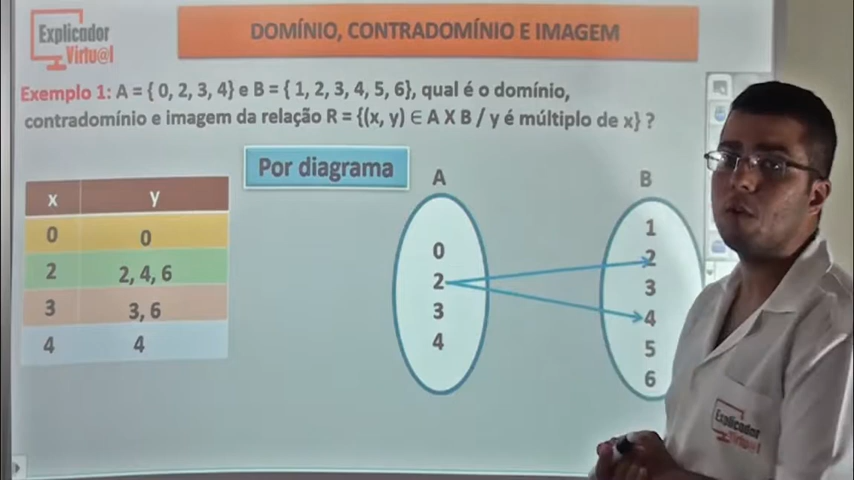 Explicador
Virtu@l
DOMÍNIO, CONTRADOMÍNIO E IMAGEM
Exemplo 1: A = { 0, 2, 3, 4} e B = { 1, 2, 3, 4, 5, 6}, qual é o domínio,
contradomínio e imagem da relação R = {(x, y) ∈ A X B / y é múltiplo de x} ?
Por diagrama
x y
0 0
2 2, 4, 6
3 3, 6
4 4
A
0
2
3
4
B
1
2
3
4
5
6
Explicador
Virtu@l